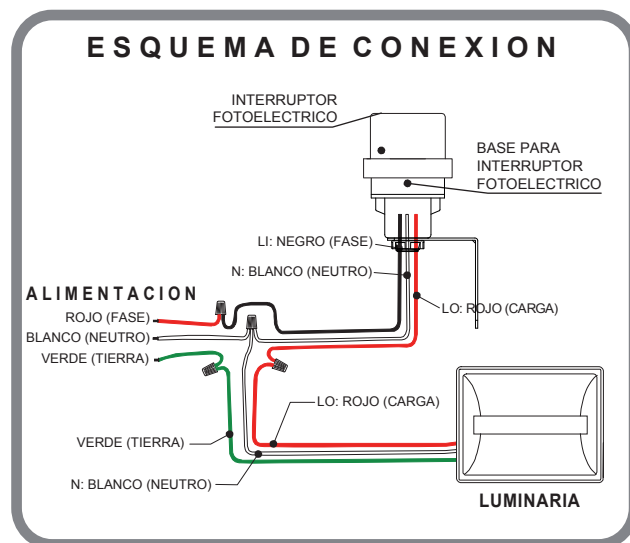 ESQUEMA DE CONEXION
INTERRUPTOR
FOTOELECTRICO
BASE PARA
INTERRUPTOR
FOTOELECTRICO
LI: NEGRO (FASE)
N: BLANCO (NEUTRO)
ALIMENTACION
ROJO (FASE)
LO: ROJO (CARGA)
BLANCO (NEUTRO)
VERDE (TIERRA)
LO: ROJO (CARGA)
VERDE (TIERRA)
N: BLANCO (NEUTRO)
LUMINARIA